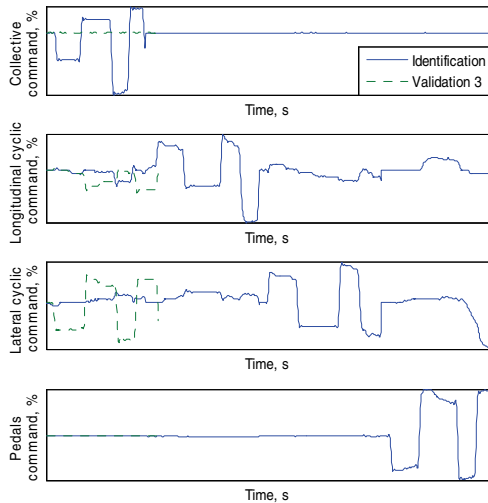 Collective
command, %
Identification
Validation 3
Time, s
Longitudinal cyclic
command, %
Time, s
Lateral cyclic
command, %
Time, s
Pedals
command, %
Time, s